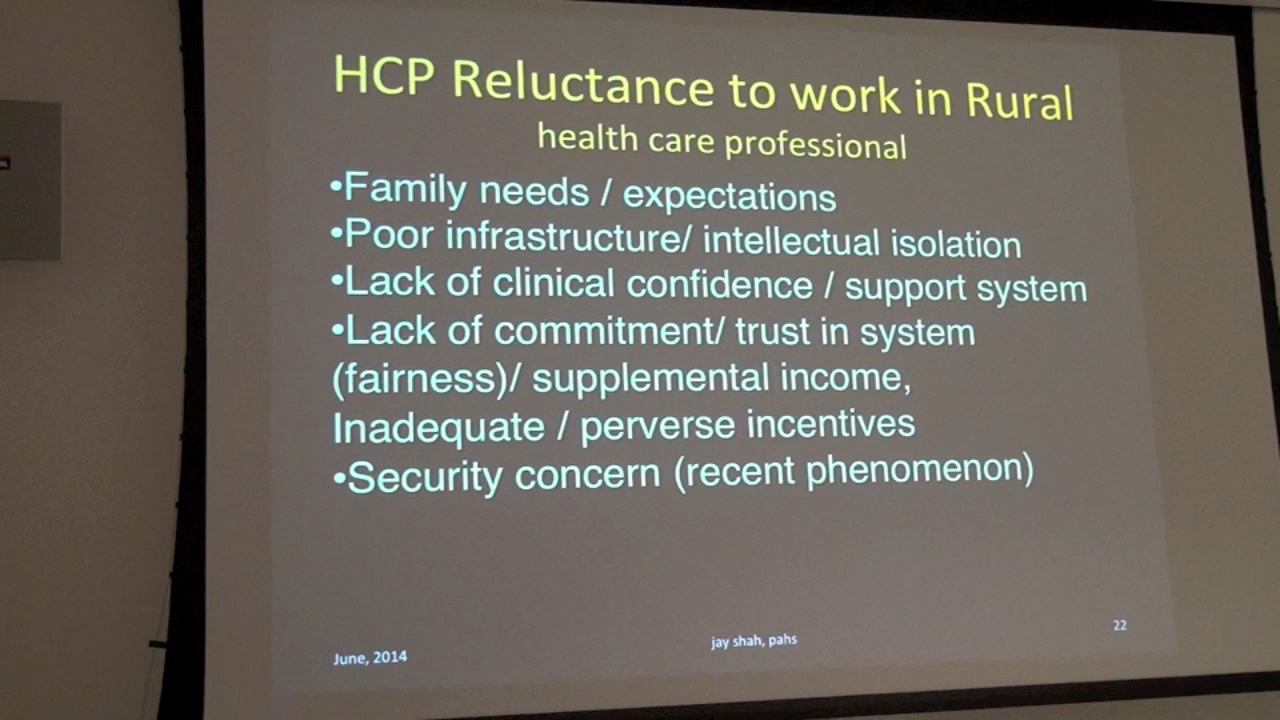 HCP Reluctance to work in Rural
health care professional
•Family needs / expectations
•Poor infrastructure/ intellectual isolation
•Lack of clinical confidence / support system
•Lack of commitment/ trust in system
(fairness)/ supplemental income,
Inadequate / perverse incentives
•Security concern (recent phenomenon)
June, 2014
jay shah, pahs
22